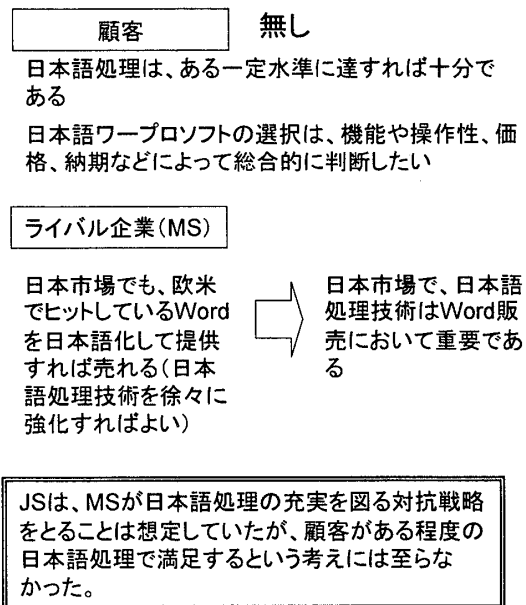 顧客
無し
日本語処理は、ある一定水準に達すれば十分で
ある
日本語ワープロソフトの選択は、機能や操作性、価
格、納期などによって総合的に判断したい
ライバル企業(MS)
日本市場でも、欧米
でヒットしているWord
を日本語化して提供
すれば売れる(日本
語処理技術を徐々に
強化すればよい)
日本市場で、日本語
処理技術はWord販
売において重要であ
る
JSは、MSが日本語処理の充実を図る対抗戦略
をとることは想定していたが、顧客がある程度の
日本語処理で満足するという考えには至らな
かった。